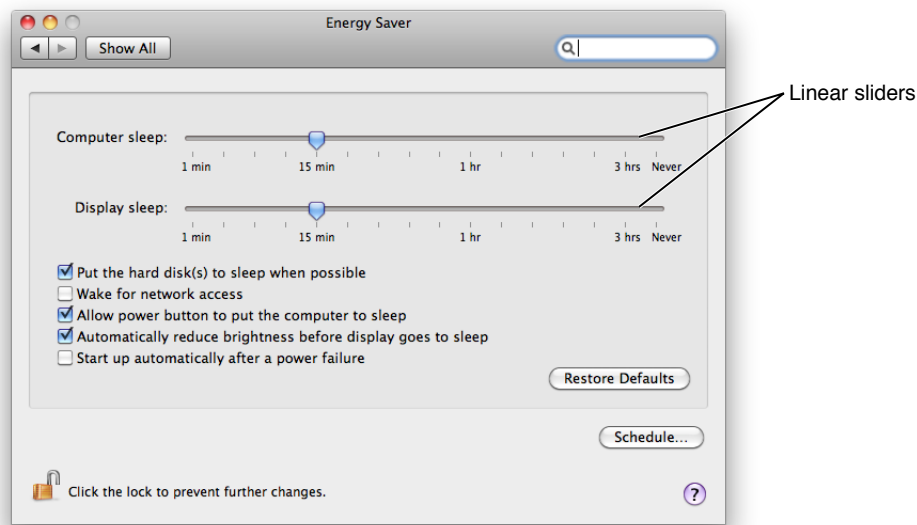 Energy Saver
Show All
Linear sliders
Computer sleep:
1 min 15 min 1 hr 3 hrs Never
Display sleep:
1 min 15 min 1 hr 3 hrs Never
Put the hard disk(s) to sleep when possible
Wake for network access
Allow power button to put the computer to sleep
Automatically reduce brightness before display goes to sleep
Start up automatically after a power failure
Restore Defaults
Schedule...
Click the lock to prevent further changes.
?